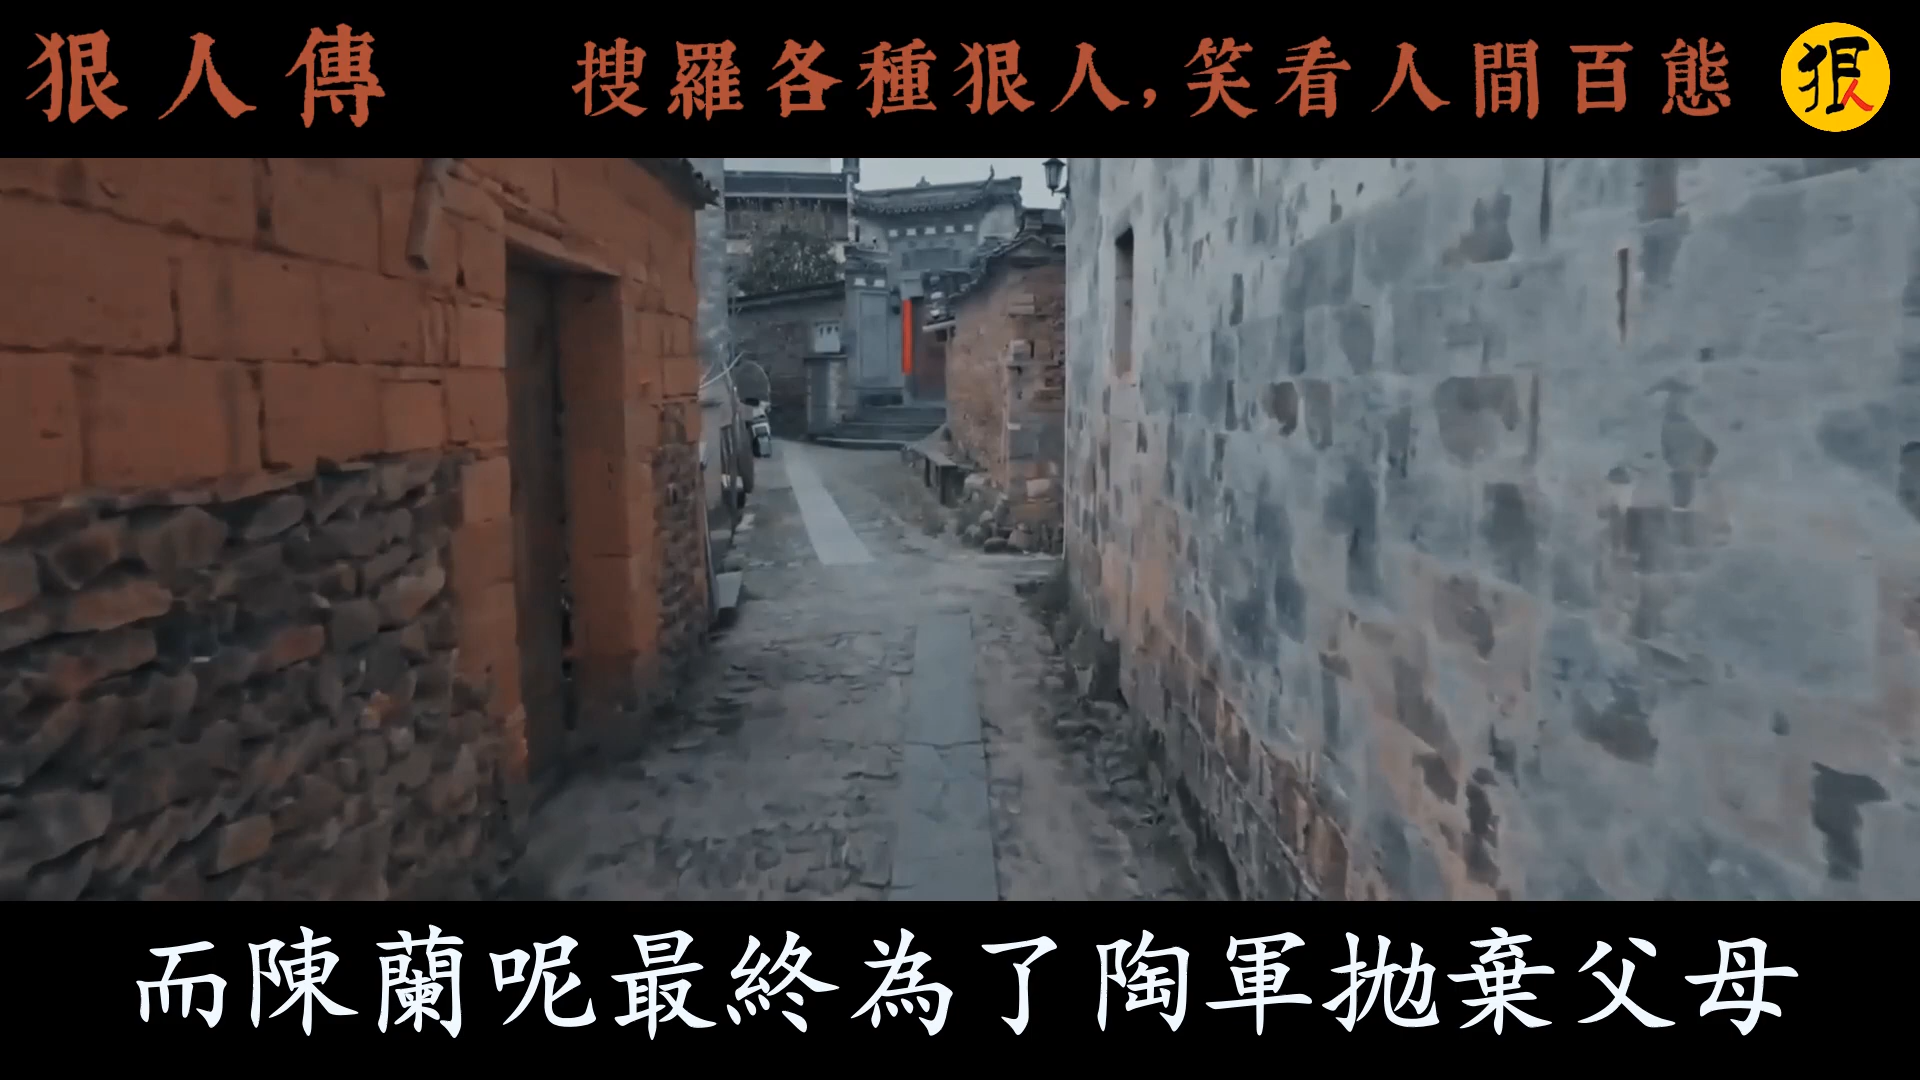 狠人傳
搜羅各種狠人,笑看人間百態
狠人
而陳蘭呢最終為了陶軍拋棄父母